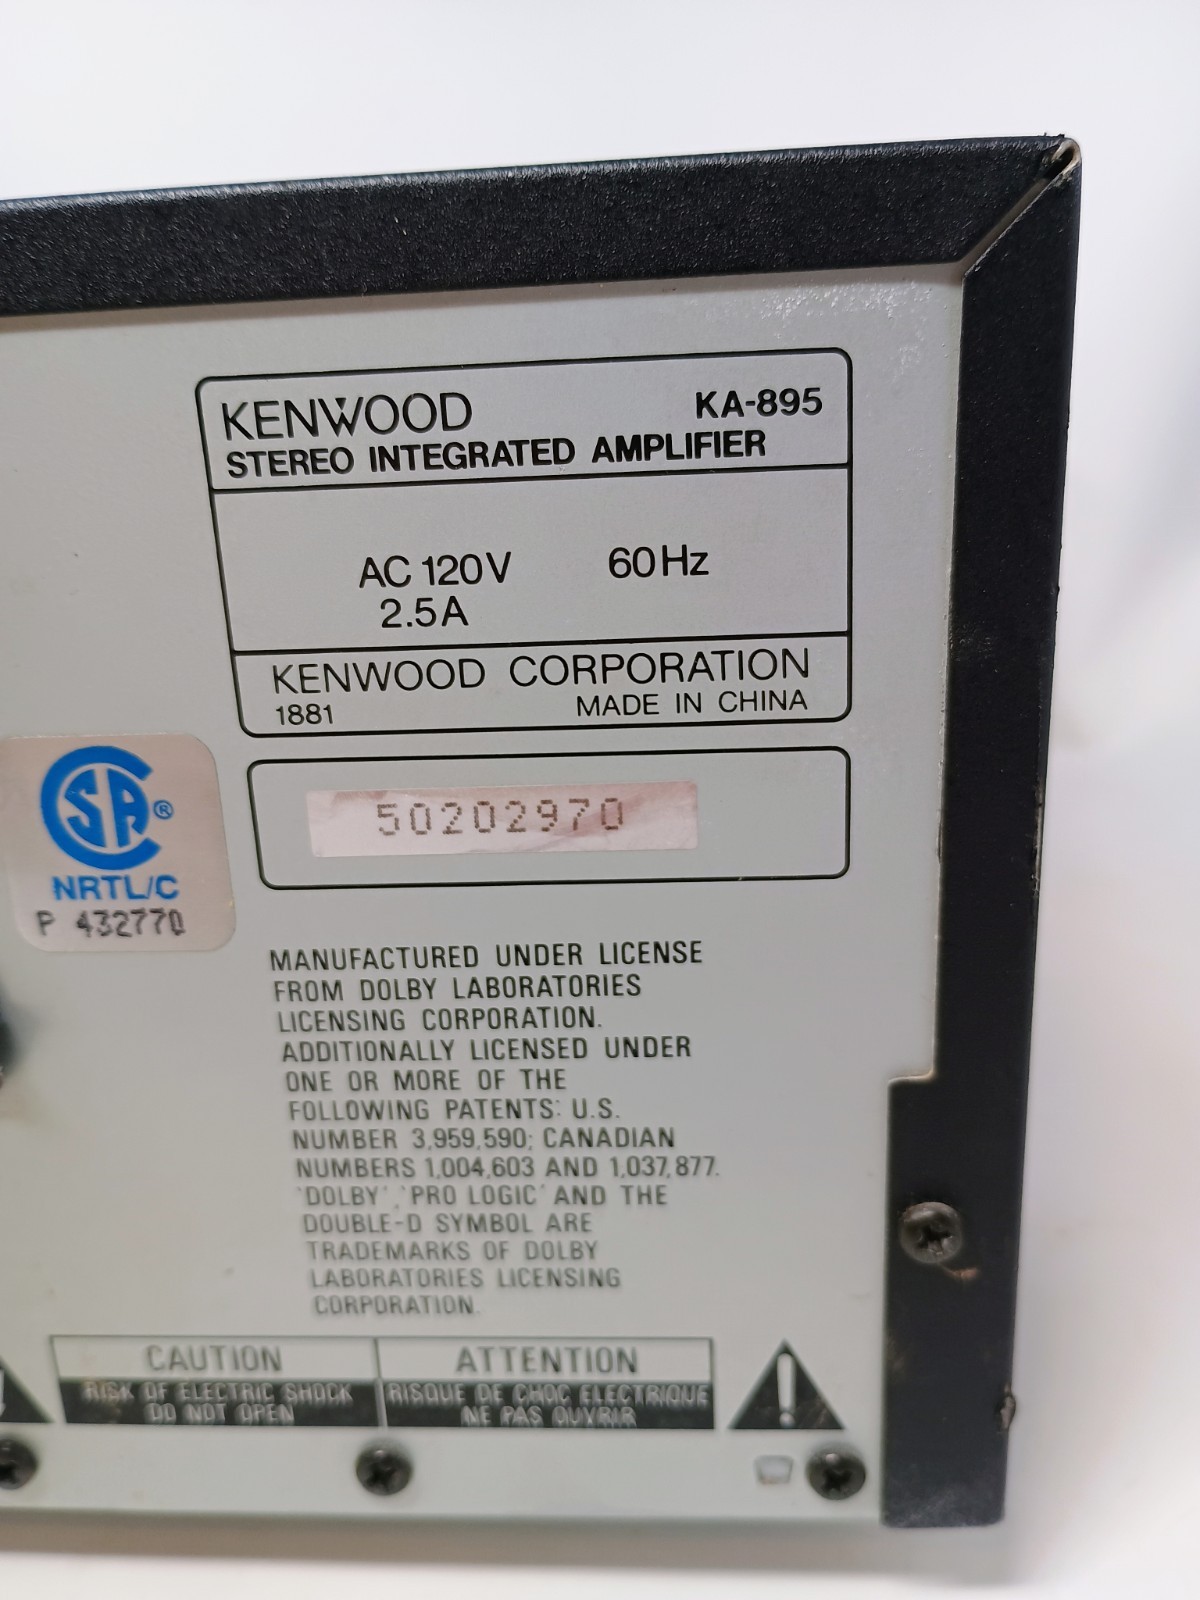 KENWOOD KA-895
STEREO INTEGRATED AMPLIFIER
AC 120V 60Hz
2.5A
KENWOOD CORPORATION
1881 MADE IN CHINA
50202970
CSA ®
NRTL/C
P 432770
MANUFACTURED UNDER LICENSE
FROM DOLBY LABORATORIES
LICENSING CORPORATION.
ADDITIONALLY LICENSED UNDER
ONE OR MORE OF THE
FOLLOWING PATENTS: U.S.
NUMBER 3,959,590; CANADIAN
NUMBERS 1,004,603 AND 1,037,877.
'DOLBY', 'PRO LOGIC' AND THE
DOUBLE-D SYMBOL ARE
TRADEMARKS OF DOLBY
LABORATORIES LICENSING
CORPORATION.
CAUTION
RISK OF ELECTRIC SHOCK
DO NOT OPEN
ATTENTION
RISQUE DE CHOC ELECTRIQUE
NE PAS OUVRIR